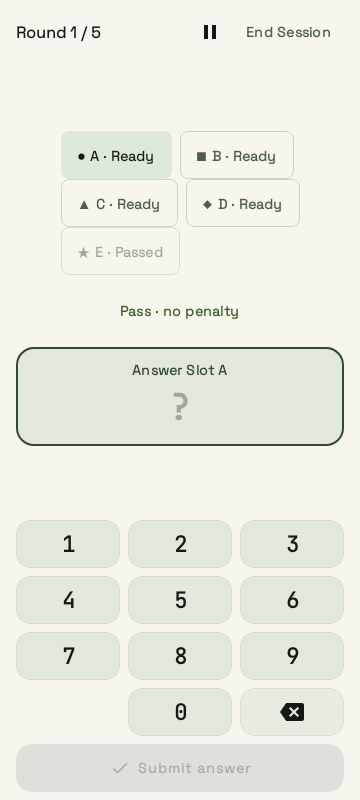 Round 1 / 5
End Session
A · Ready
B · Ready
C · Ready
D · Ready
E · Passed
Pass · no penalty
Answer Slot A
?
1 2 3
4 5 6
7 8 9
0
Submit answer